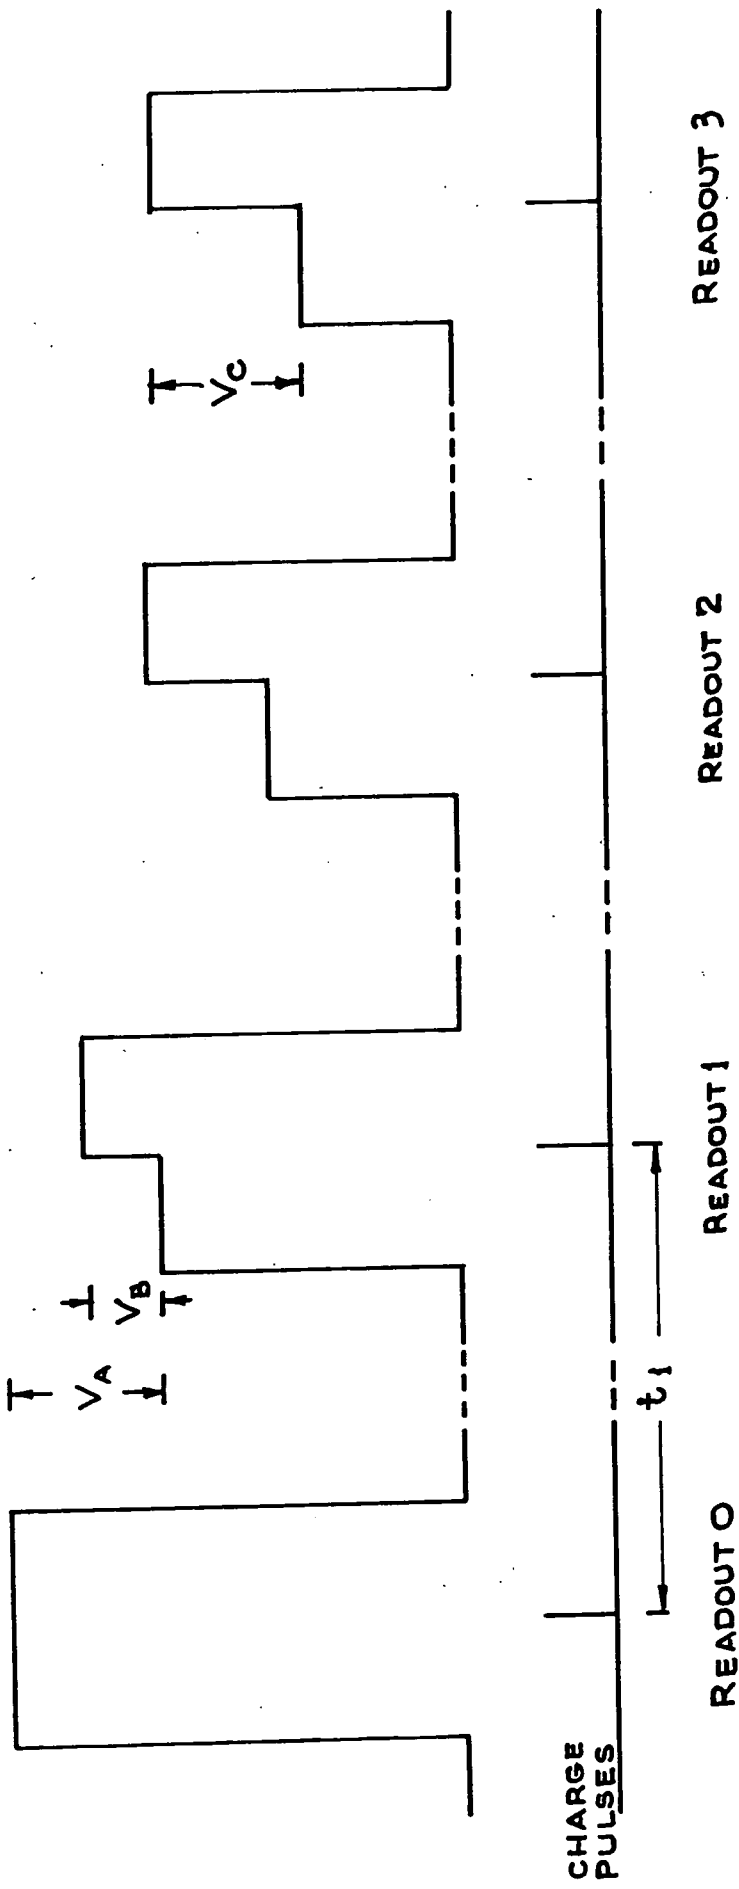 VA
VB
VC
CHARGE
PULSES
t1
READOUT 0
READOUT 1
READOUT 2
READOUT 3